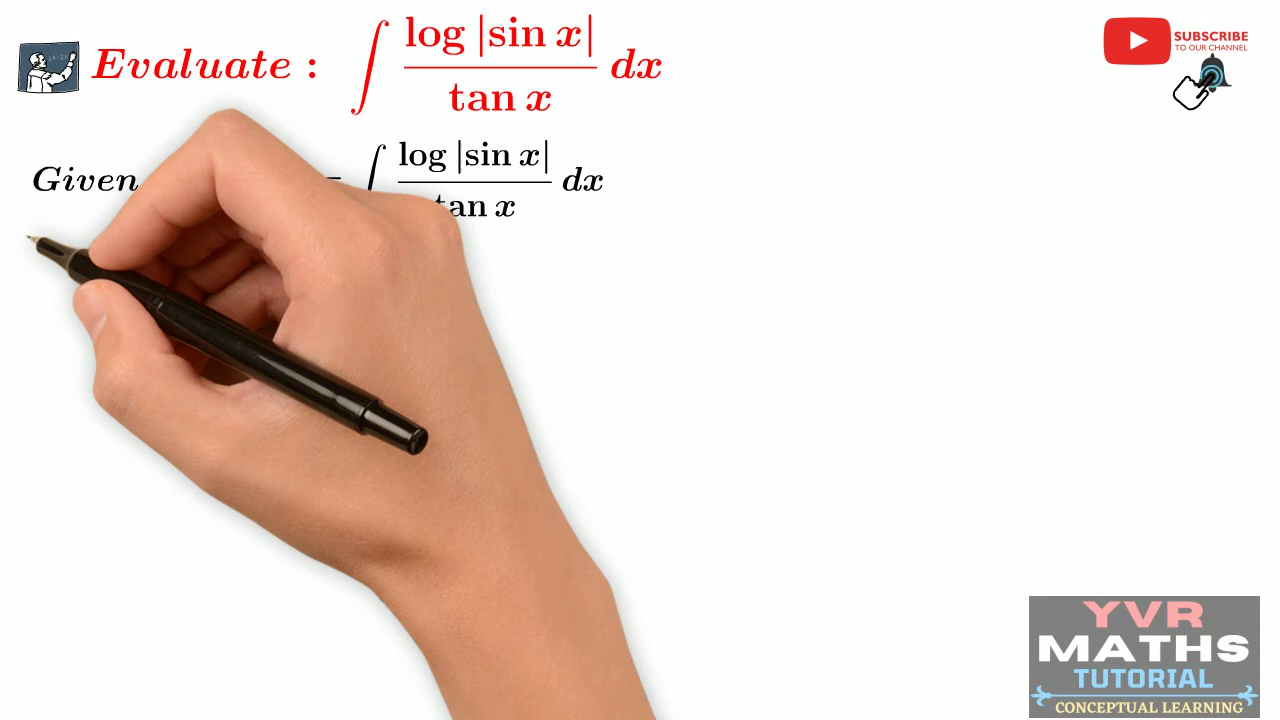 Evaluate : ∫ log |sin x| / tan x dx
SUBSCRIBE
TO OUR CHANNEL
Given = ∫ log |sin x| / tan x dx
YVR
MATHS
TUTORIAL
CONCEPTUAL LEARNING